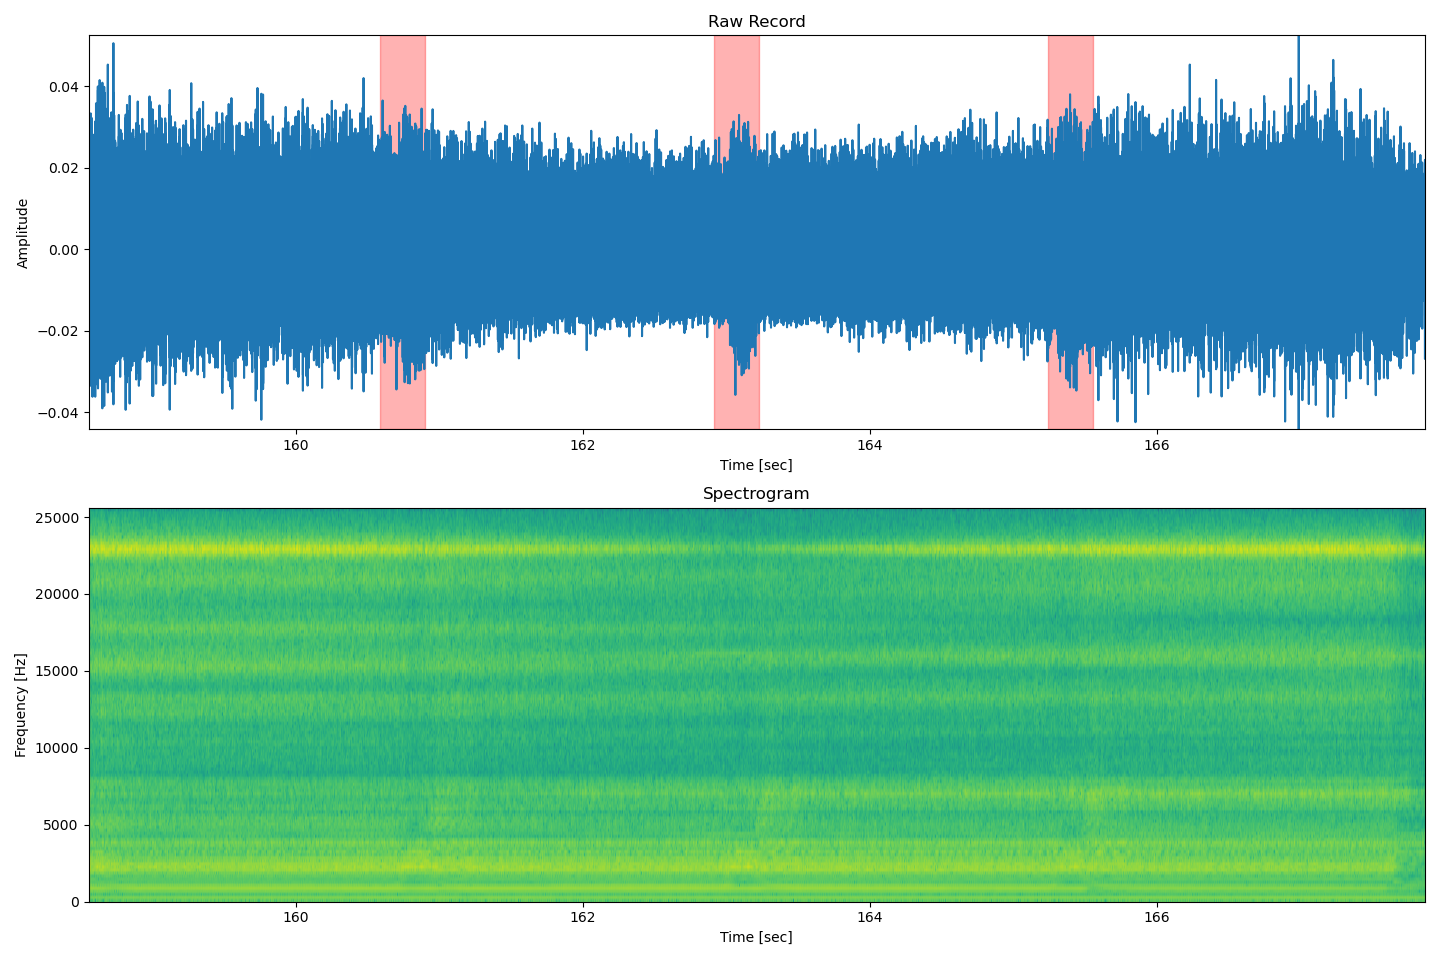 Raw Record
0.04
0.02
0.00
−0.02
−0.04
Amplitude
160 162 164 166
Time [sec]
Spectrogram
25000
20000
15000
10000
5000
0
Frequency [Hz]
160 162 164 166
Time [sec]